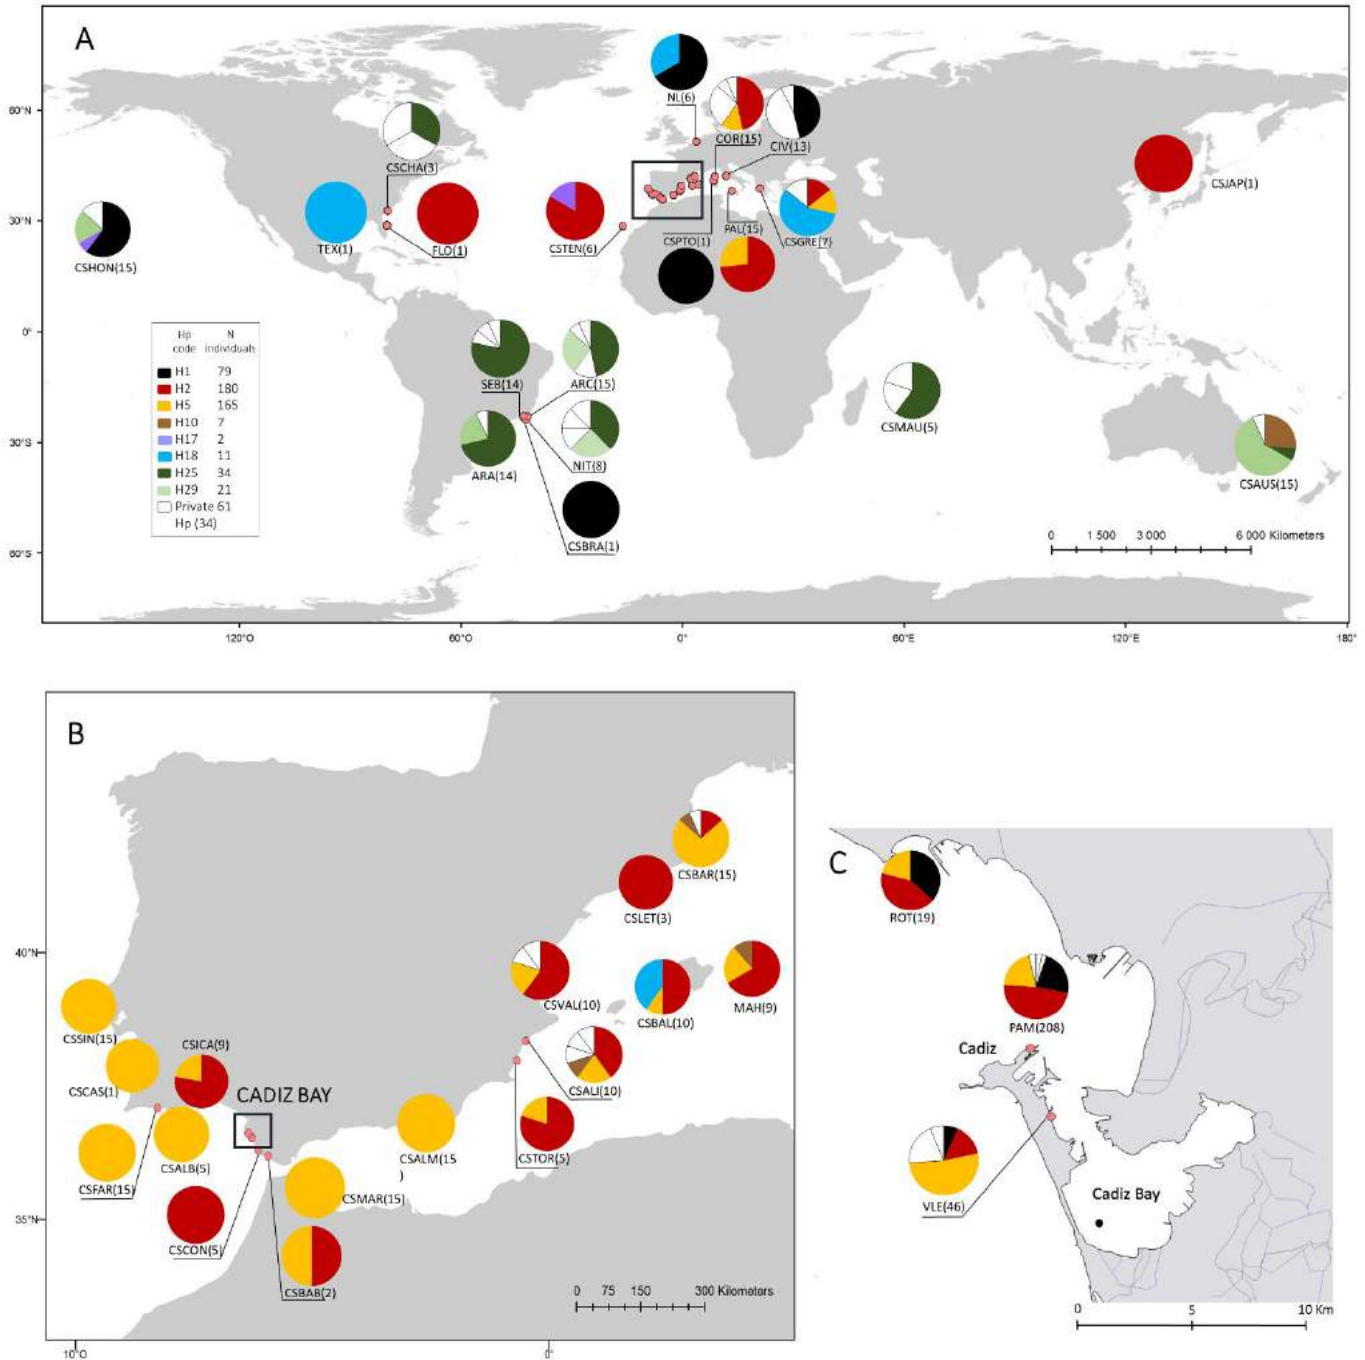 A
NL(6)
COR(15)
CIV(13)
60°N
CSCHA(3)
CSJAP(1)
TEX(1)
FLO(1)
CSTEN(6)
CSPTO(1)
PAL(15)
CSGRE(7)
30°N
CSHON(15)
0°
Hp code
N individuals
H1 79
H2 180
H5 165
H10 7
H17 2
H18 11
H25 34
H29 21
Private 61
Hp (34)
SEB(14)
ARC(15)
CSMAU(5)
30°S
ARA(14)
NIT(8)
CSAUS(15)
CSBRA(1)
60°S
0 1 500 3 000 6 000 Kilometers
120°O
60°O
0°
60°E
120°E
180°
B
CSBAR(15)
CSLET(3)
40°N
CSVAL(10)
CSBAL(10)
MAH(9)
CSSIN(15)
CSICA(9)
CSCAS(1)
CADIZ BAY
CSALI(10)
CSALM(15
)
CSTOR(5)
CSALB(5)
CSFAR(15)
CSMAR(15)
35°N
CSCON(5)
CSBAB(2)
0 75 150 300 Kilometers
10°O
0°
C
ROT(19)
PAM(208)
Cadiz
VLE(46)
Cadiz Bay
0 5 10 Km